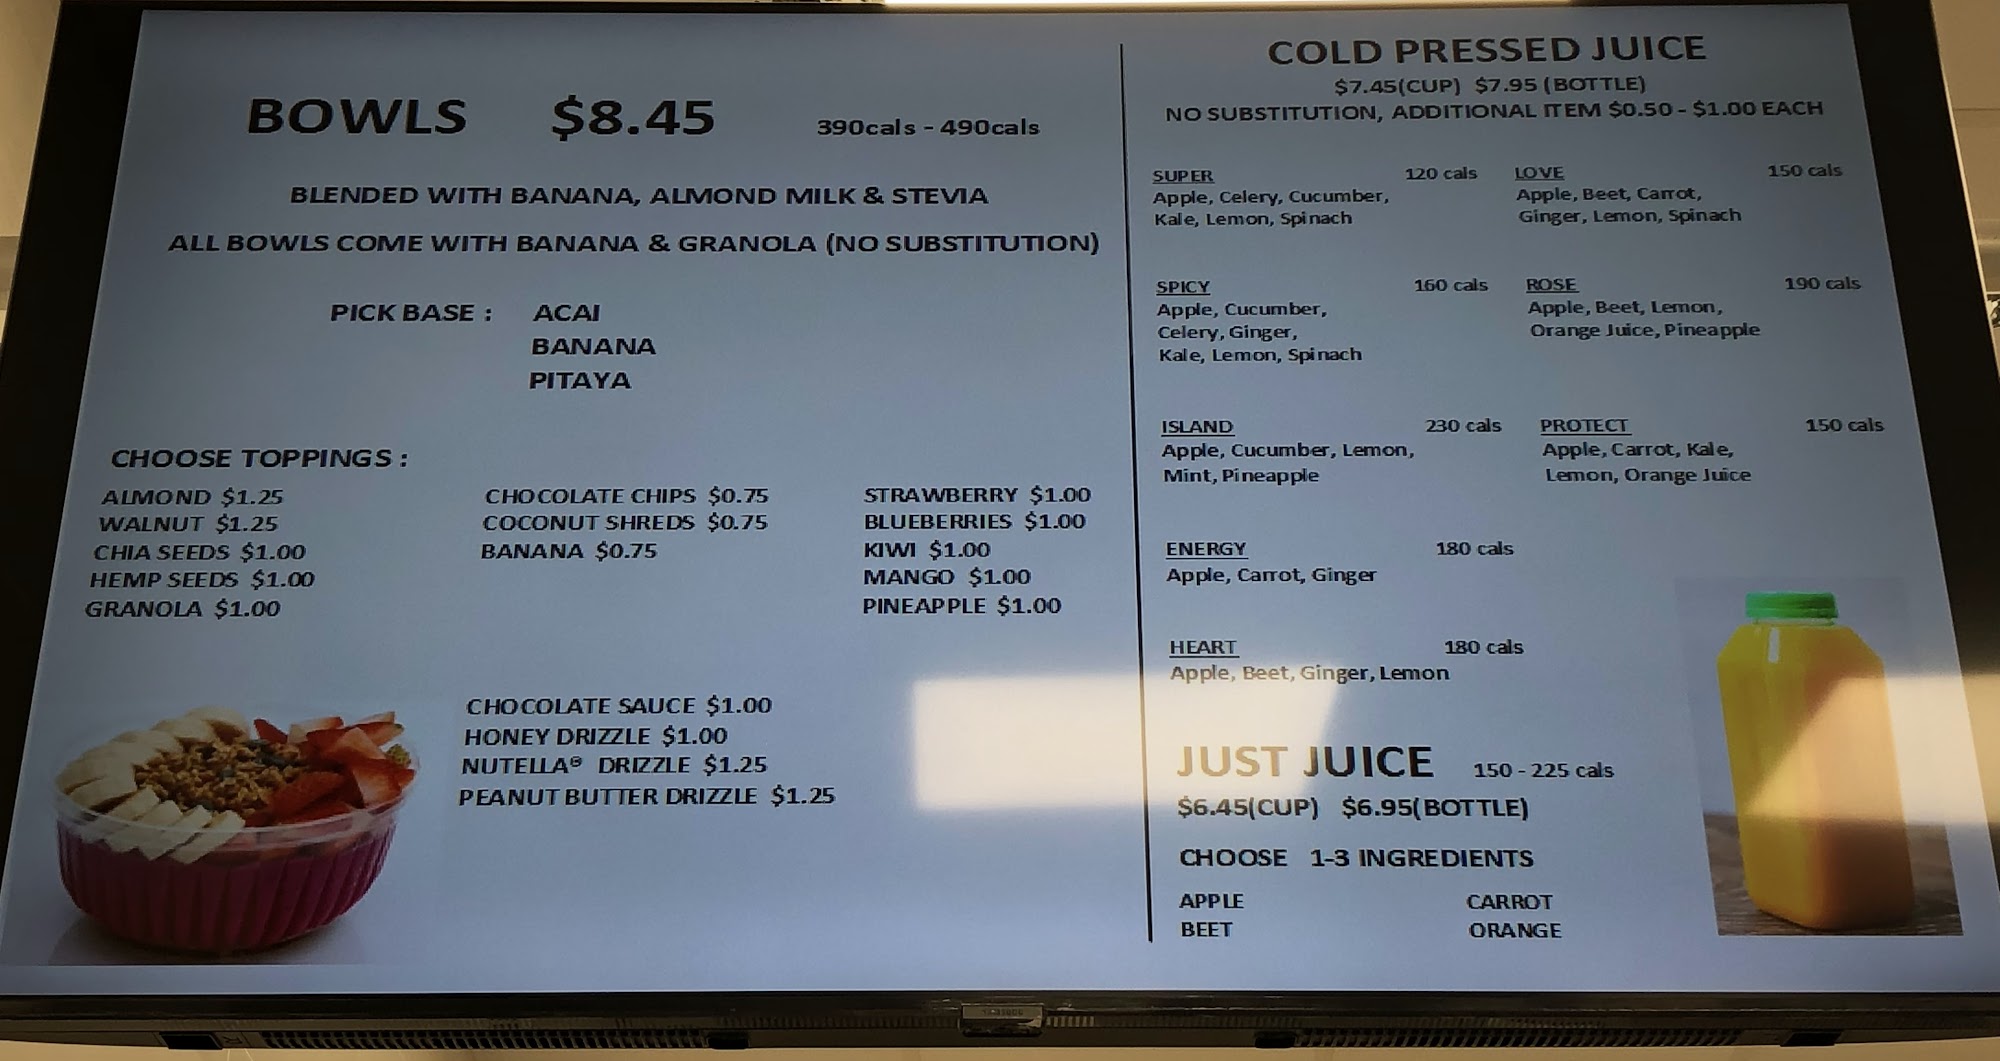 BOWLS $8.45 390cals - 490cals
BLENDED WITH BANANA, ALMOND MILK & STEVIA
ALL BOWLS COME WITH BANANA & GRANOLA (NO SUBSTITUTION)
PICK BASE : ACAI
BANANA
PITAYA
CHOOSE TOPPINGS :
ALMOND $1.25
WALNUT $1.25
CHIA SEEDS $1.00
HEMP SEEDS $1.00
GRANOLA $1.00
CHOCOLATE CHIPS $0.75
COCONUT SHREDS $0.75
BANANA $0.75
STRAWBERRY $1.00
BLUEBERRIES $1.00
KIWI $1.00
MANGO $1.00
PINEAPPLE $1.00
CHOCOLATE SAUCE $1.00
HONEY DRIZZLE $1.00
NUTELLA® DRIZZLE $1.25
PEANUT BUTTER DRIZZLE $1.25
COLD PRESSED JUICE
$7.45(CUP) $7.95 (BOTTLE)
NO SUBSTITUTION, ADDITIONAL ITEM $0.50 - $1.00 EACH
SUPER 120 cals
Apple, Celery, Cucumber,
Kale, Lemon, Spinach
LOVE 150 cals
Apple, Beet, Carrot,
Ginger, Lemon, Spinach
SPICY 160 cals
Apple, Cucumber,
Celery, Ginger,
Kale, Lemon, Spinach
ROSE 190 cals
Apple, Beet, Lemon,
Orange Juice, Pineapple
ISLAND 230 cals
Apple, Cucumber, Lemon,
Mint, Pineapple
PROTECT 150 cals
Apple, Carrot, Kale,
Lemon, Orange Juice
ENERGY 180 cals
Apple, Carrot, Ginger
HEART 180 cals
Apple, Beet, Ginger, Lemon
JUST JUICE 150 - 225 cals
$6.45(CUP) $6.95(BOTTLE)
CHOOSE 1-3 INGREDIENTS
APPLE CARROT
BEET ORANGE